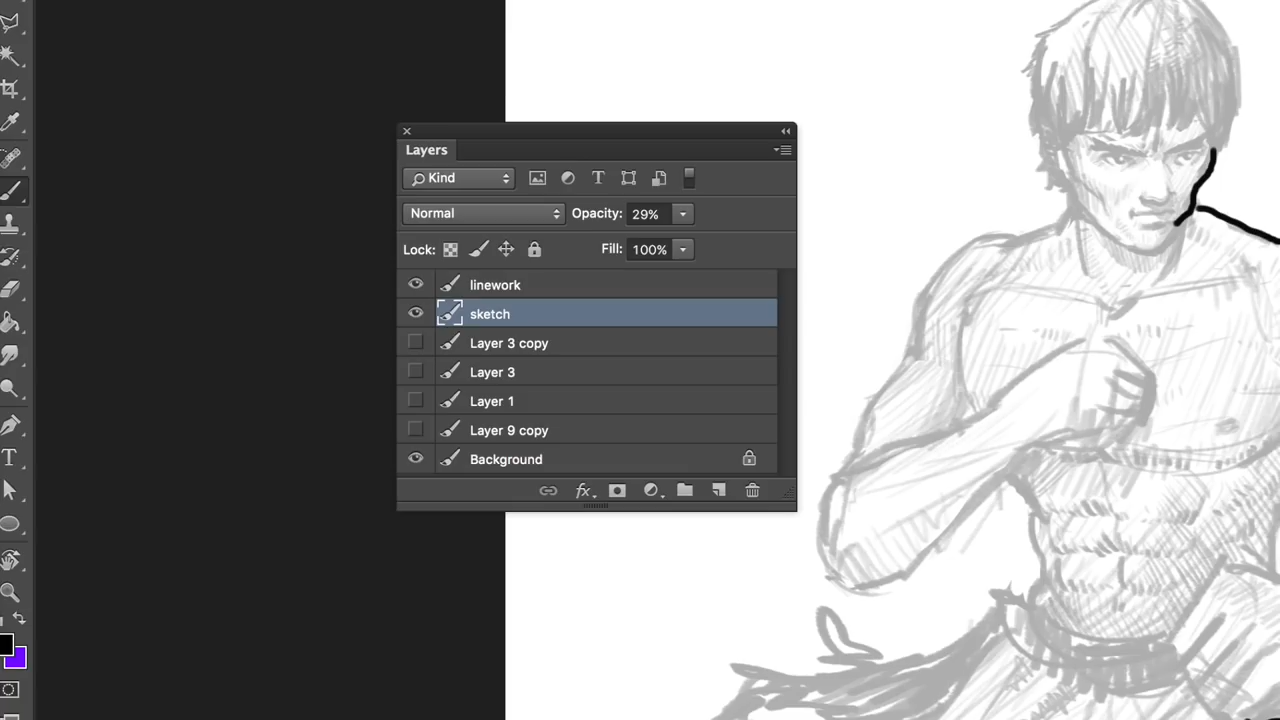 Layers
Kind
Normal Opacity: 29%
Lock: Fill: 100%
linework
sketch
Layer 3 copy
Layer 3
Layer 1
Layer 9 copy
Background
fx